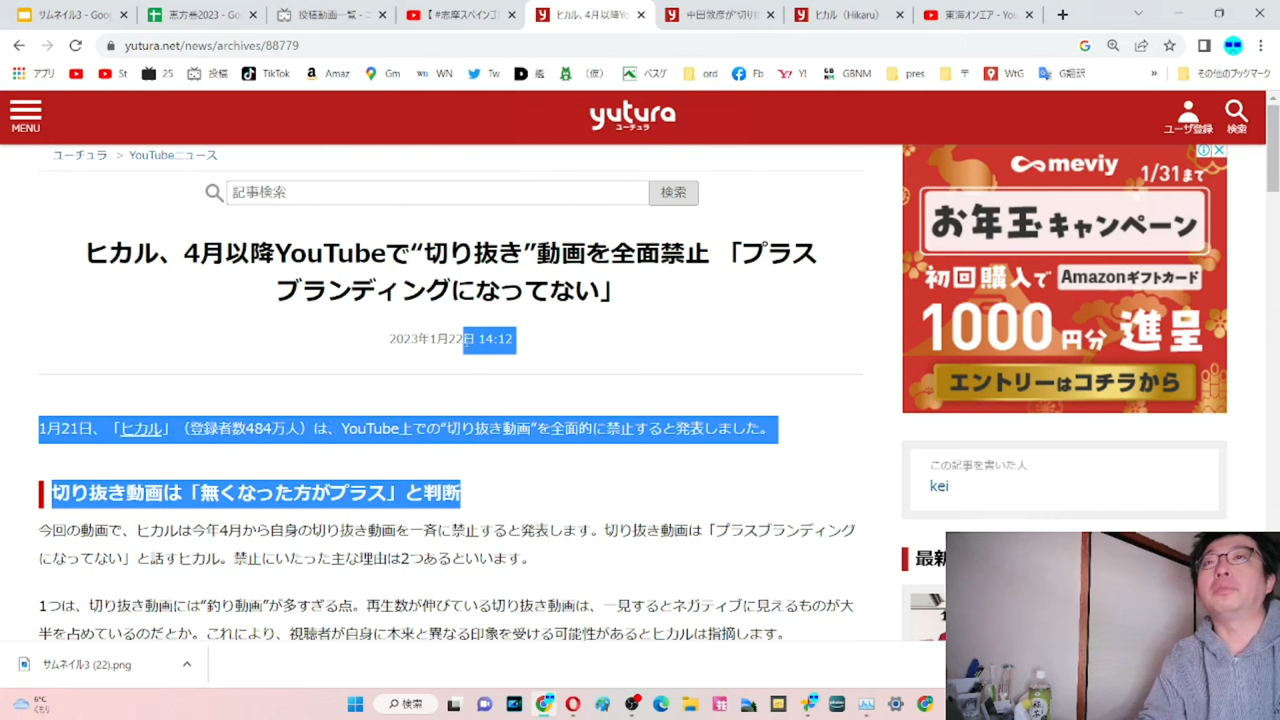 サムネイル3 - Goo
恵方巻2023 - Go
投稿動画一覧 - ニ
【 #志摩スペインゴ
ヒカル、4月以降Yo
中田敦彦が“切り
ヒカル（Hikaru）
東海オンエア - You
yutura.net/news/archives/88779
アプリ
St
25
投稿
TikTok
Amaz
Gm
WN
Tw
艦
（仮）
ord
Fb
Y!
GBNM
pres
〒
WtG
G翻訳
»
その他のブックマーク
MENU
yutura
ユーチュラ
ユーザ登録
検索
ユーチュラ > YouTubeニュース
記事検索
検索
ヒカル、4月以降YouTubeで“切り抜き”動画を全面禁止 「プラス
ブランディングになってない」
2023年1月22日 14:12
1月21日、「ヒカル」（登録者数484万人）は、YouTube上での“切り抜き動画”を全面的に禁止すると発表しました。
切り抜き動画は「無くなった方がプラス」と判断
今回の動画で、ヒカルは今年4月から自身の切り抜き動画を一斉に禁止すると発表します。切り抜き動画は「プラスブランディング
になってない」と話すヒカル。禁止にいたった主な理由は2つあるといいます。
1つは、切り抜き動画には“釣り動画”が多すぎる点。再生数が伸びている切り抜き動画は、一見するとネガティブに見えるものが大
半を占めているのだとか。これにより、視聴者が自身に本来と異なる印象を受ける可能性があるとヒカルは指摘します。
meviy
1/31まで
お年玉キャンペーン
初回購入で Amazonギフトカード
1000円分 進呈
エントリーはコチラから
この記事を書いた人
kei
最新
サムネイル3 (22).png
6°C
くもり
検索